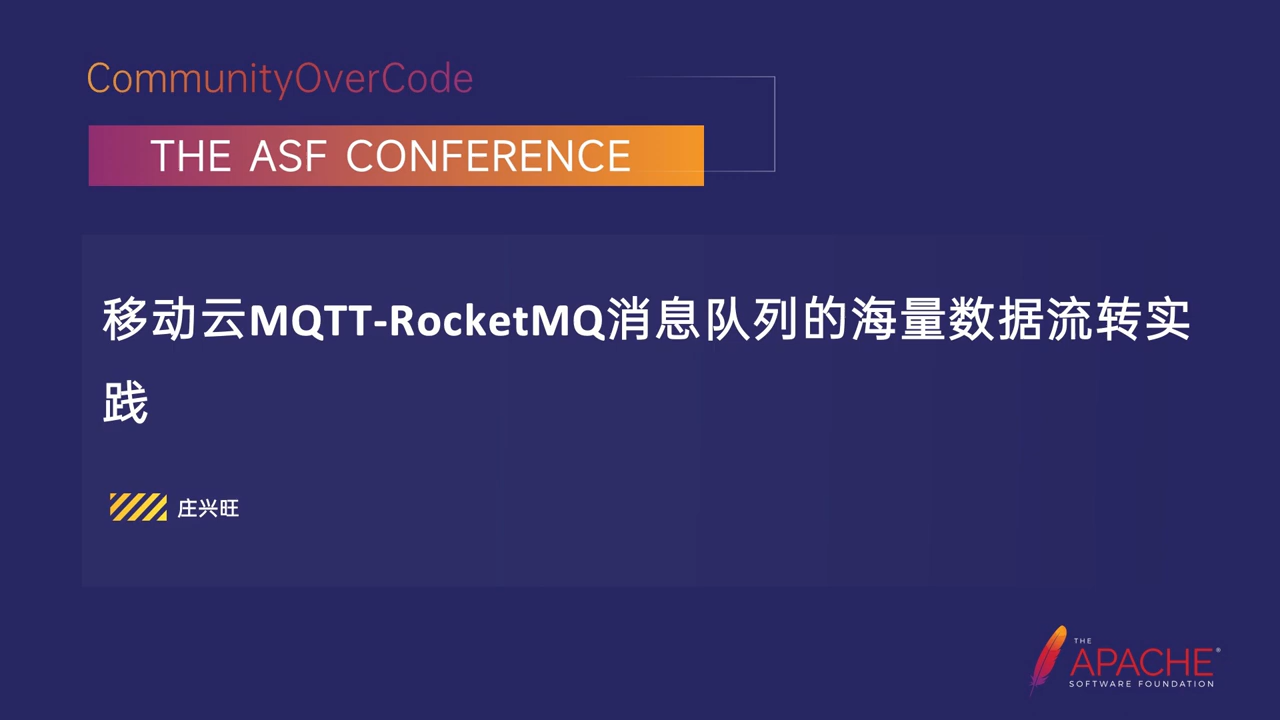 CommunityOverCode
THE ASF CONFERENCE
移动云MQTT-RocketMQ消息队列的海量数据流转实
践
庄兴旺
THE
APACHE®
SOFTWARE FOUNDATION